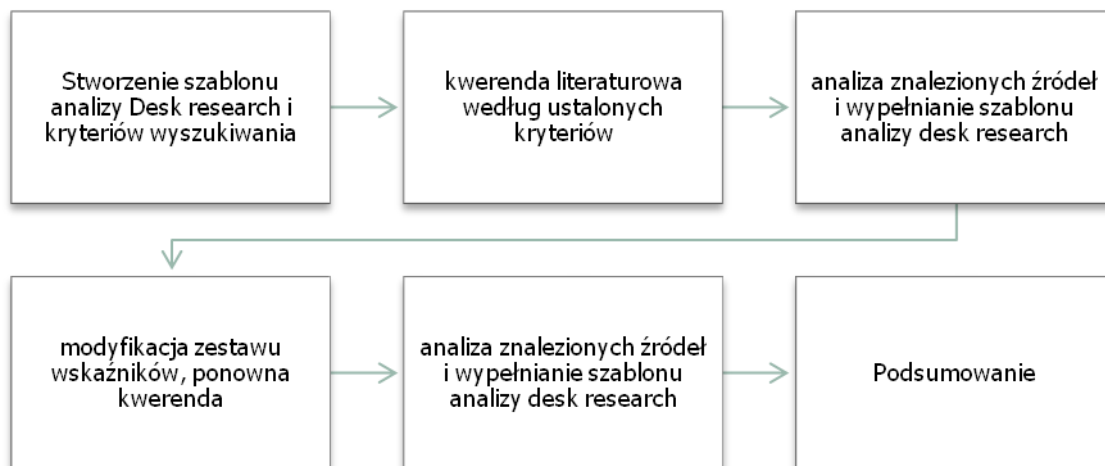 Stworzenie szablonu
analizy Desk research i
kryteriów wyszukiwania
kwerenda literaturowa
według ustalonych
kryteriów
analiza znalezionych źródeł
i wypełnianie szablonu
analizy desk research
modyfikacja zestawu
wskaźników, ponowna
kwerenda
analiza znalezionych źródeł
i wypełnianie szablonu
analizy desk research
Podsumowanie